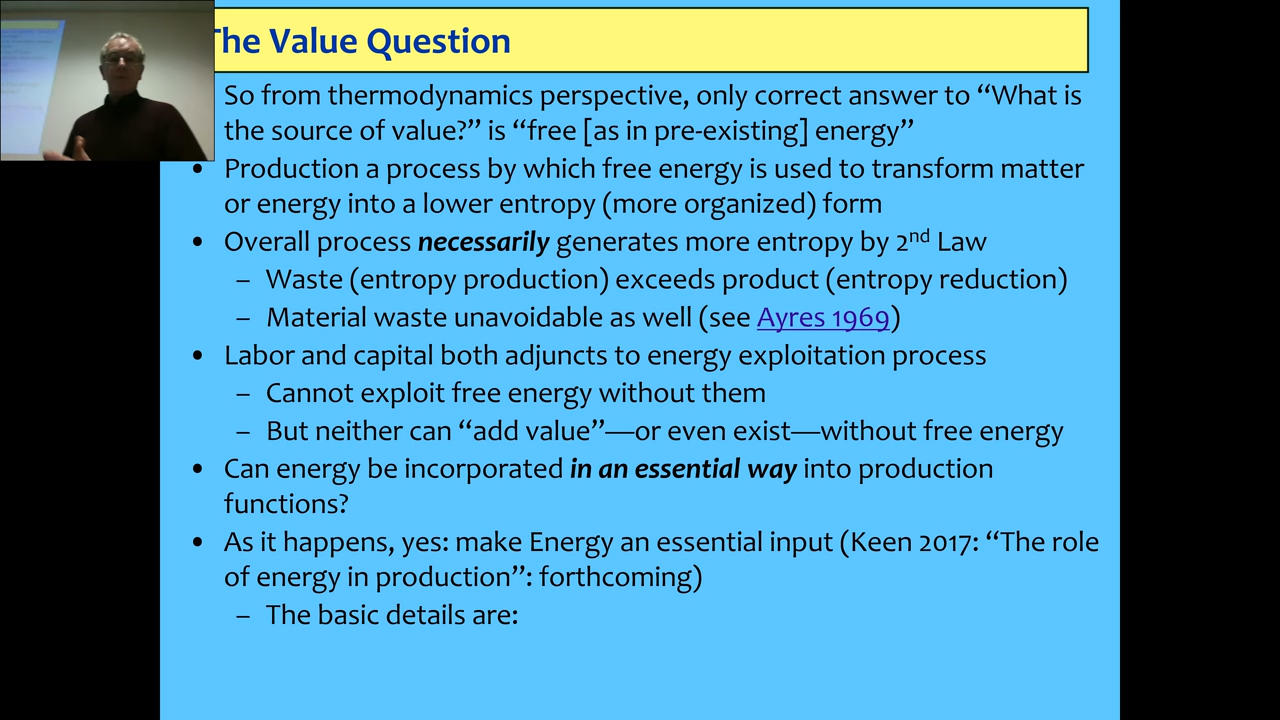 The Value Question
So from thermodynamics perspective, only correct answer to “What is
the source of value?” is “free [as in pre-existing] energy”
• Production a process by which free energy is used to transform matter
or energy into a lower entropy (more organized) form
• Overall process necessarily generates more entropy by 2nd Law
– Waste (entropy production) exceeds product (entropy reduction)
– Material waste unavoidable as well (see Ayres 1969)
• Labor and capital both adjuncts to energy exploitation process
– Cannot exploit free energy without them
– But neither can “add value”—or even exist—without free energy
• Can energy be incorporated in an essential way into production
functions?
• As it happens, yes: make Energy an essential input (Keen 2017: “The role
of energy in production”: forthcoming)
– The basic details are: